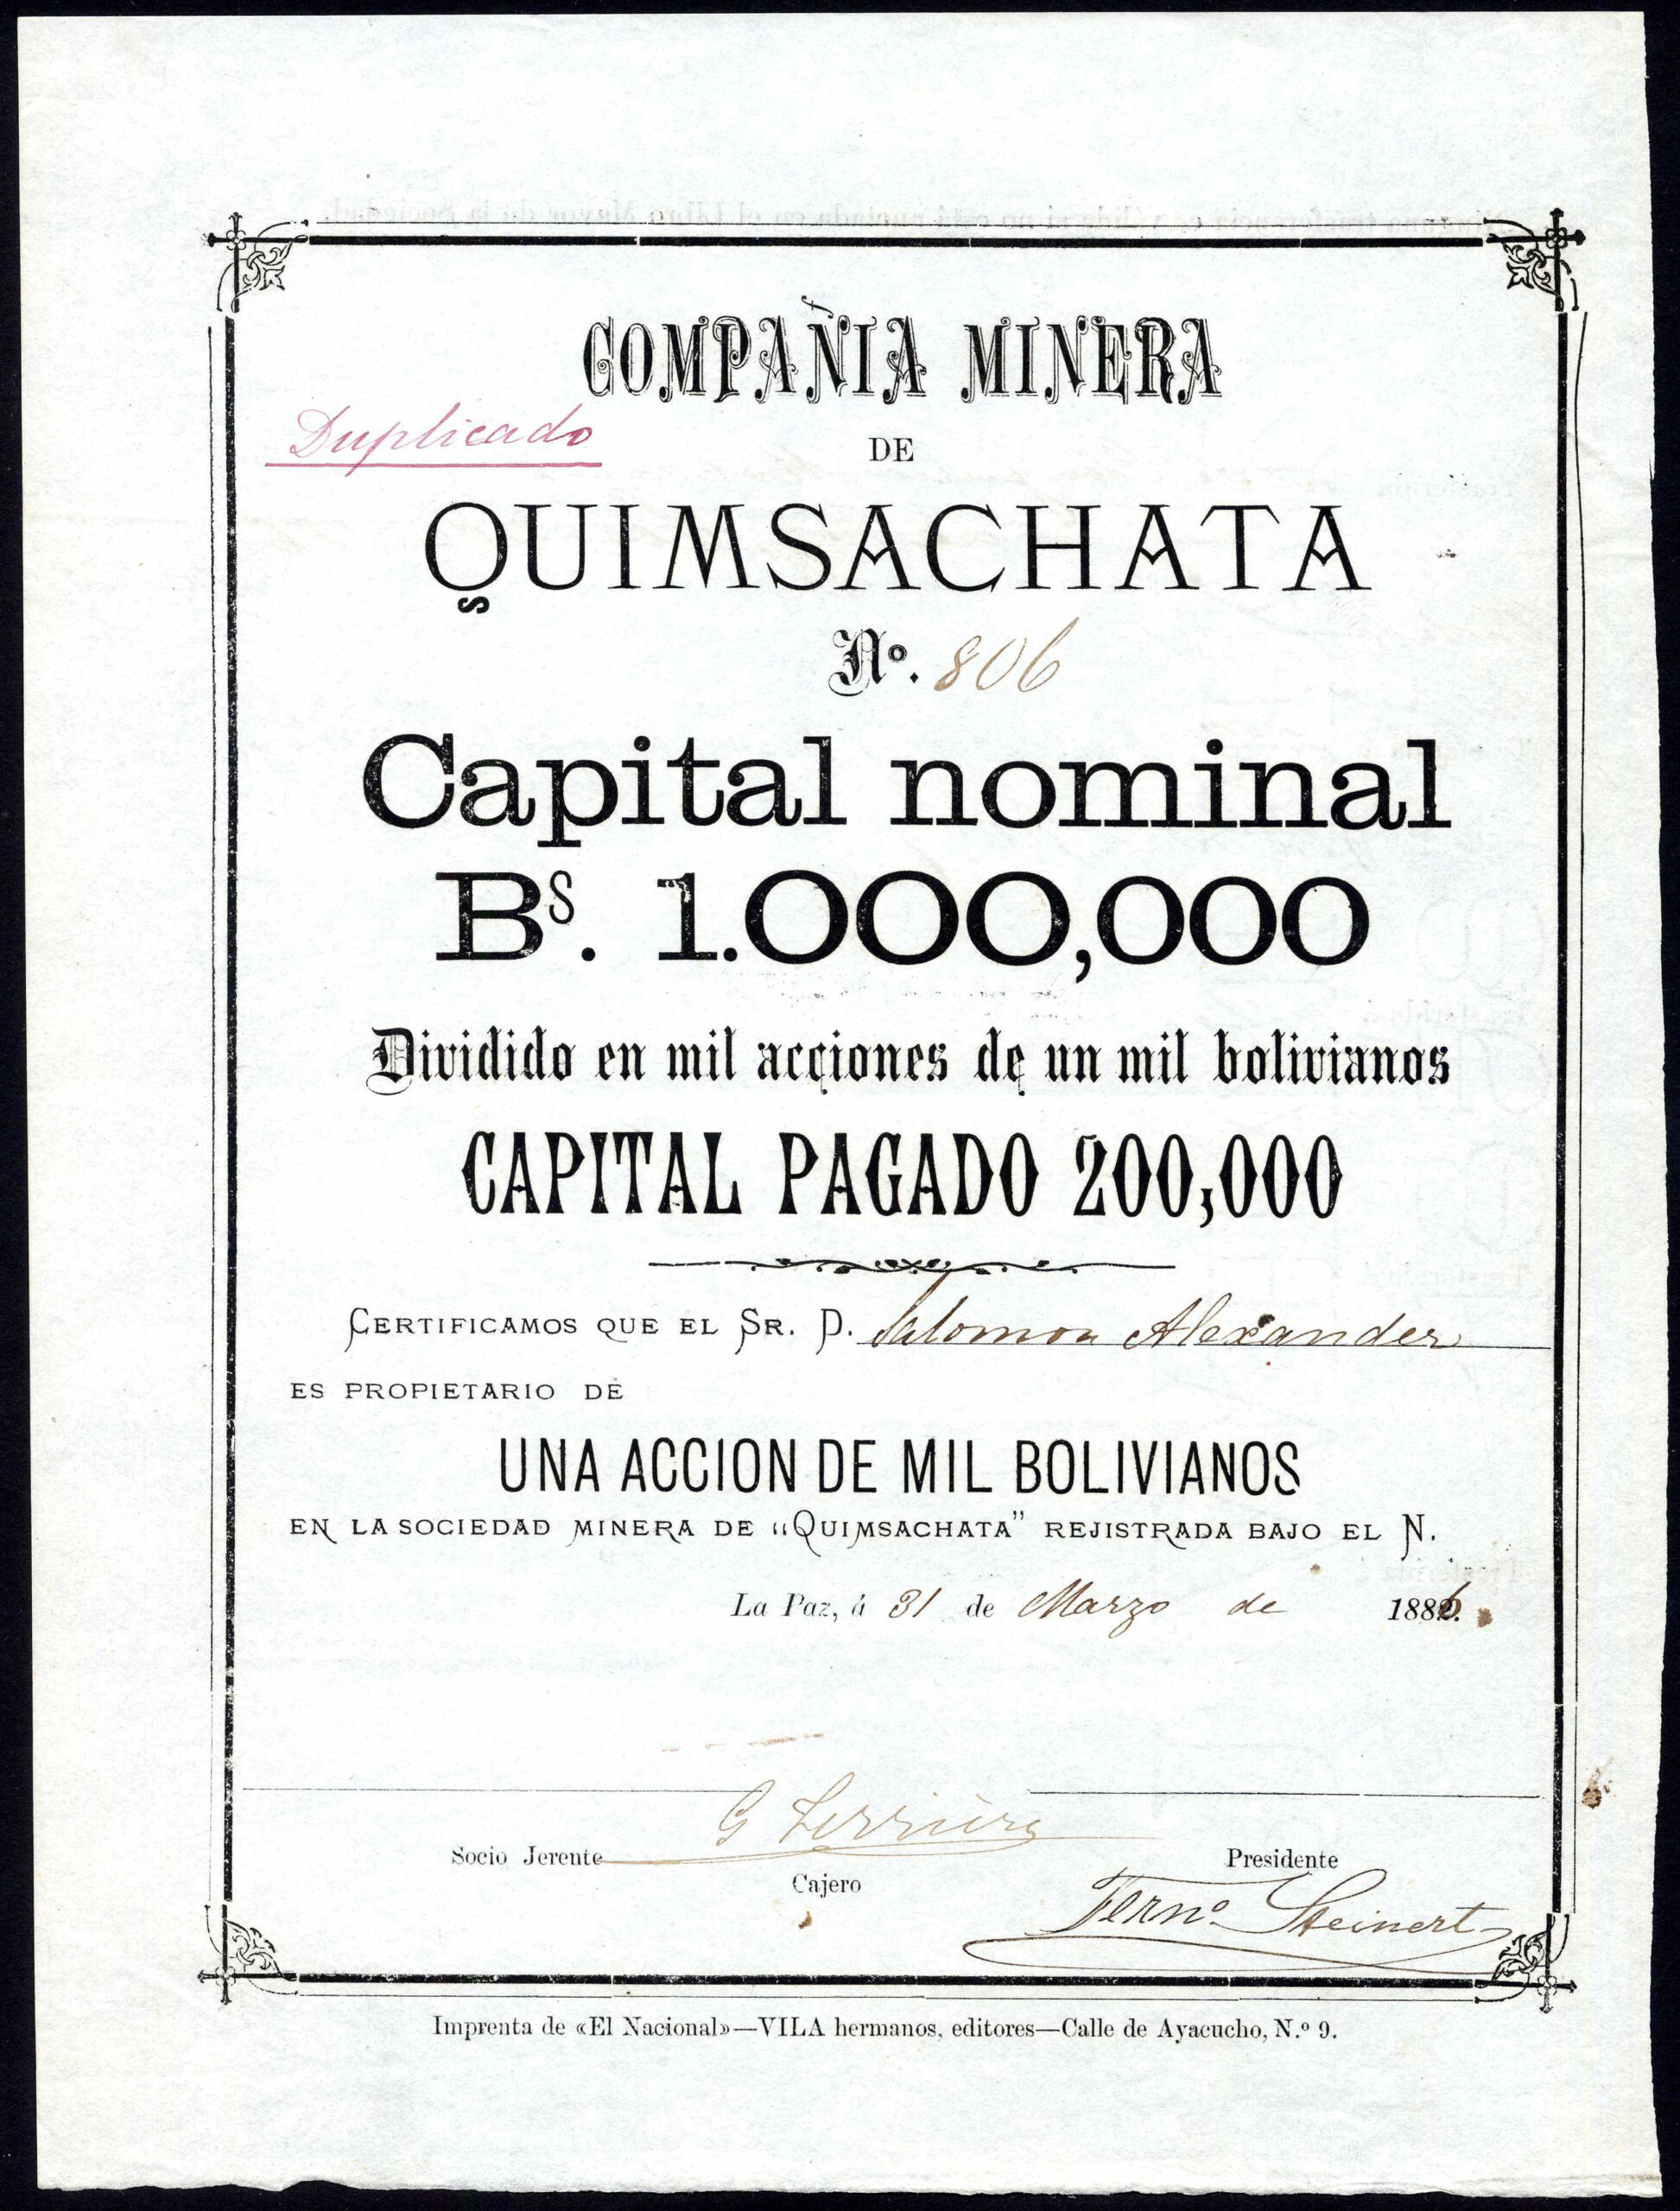 COMPAÑIA MINERA
Duplicado
DE
QUIMSACHATA
Nº. 806
Capital nominal
Bs. 1.000,000
Dividido en mil acciones de un mil bolivianos
CAPITAL PAGADO 200,000
CERTIFICAMOS QUE EL SR. D. Salomon Alexander
ES PROPIETARIO DE
UNA ACCION DE MIL BOLIVIANOS
EN LA SOCIEDAD MINERA DE "QUIMSACHATA" REJISTRADA BAJO EL N.
La Paz, á 31 de Marzo de 1886.
G
Socio Jerente
Cajero
Presidente
Fernº Steinert
Imprenta de «El Nacional»—VILA hermanos, editores—Calle de Ayacucho, N.º 9.